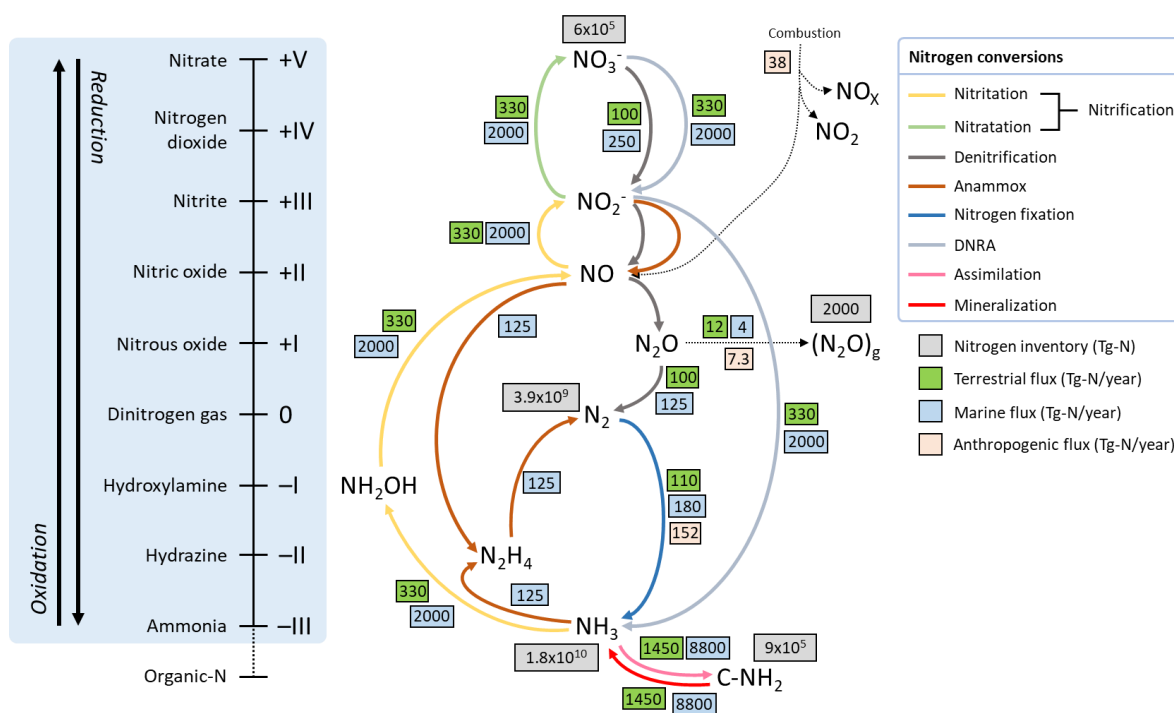 Reduction
Oxidation
Nitrate +V
Nitrogen
dioxide +IV
Nitrite +III
Nitric oxide +II
Nitrous oxide +I
Dinitrogen gas 0
Hydroxylamine –I
Hydrazine –II
Ammonia –III
Organic-N
6x10⁵
NO₃⁻
330
2000
100
250
330
2000
Combustion
38
NOₓ
NO₂
NO₂⁻
330 2000
NO
330
2000
125
N₂O
12 4
7.3
2000
(N₂O)g
100
125
3.9x10⁹
N₂
330
2000
NH₂OH
125
110
180
152
N₂H₄
330
2000
125
NH₃
1.8x10¹⁰
1450 8800
9x10⁵
C-NH₂
1450 8800
Nitrogen conversions
Nitritation
Nitratation
Nitrification
Denitrification
Anammox
Nitrogen fixation
DNRA
Assimilation
Mineralization
Nitrogen inventory (Tg-N)
Terrestrial flux (Tg-N/year)
Marine flux (Tg-N/year)
Anthropogenic flux (Tg-N/year)